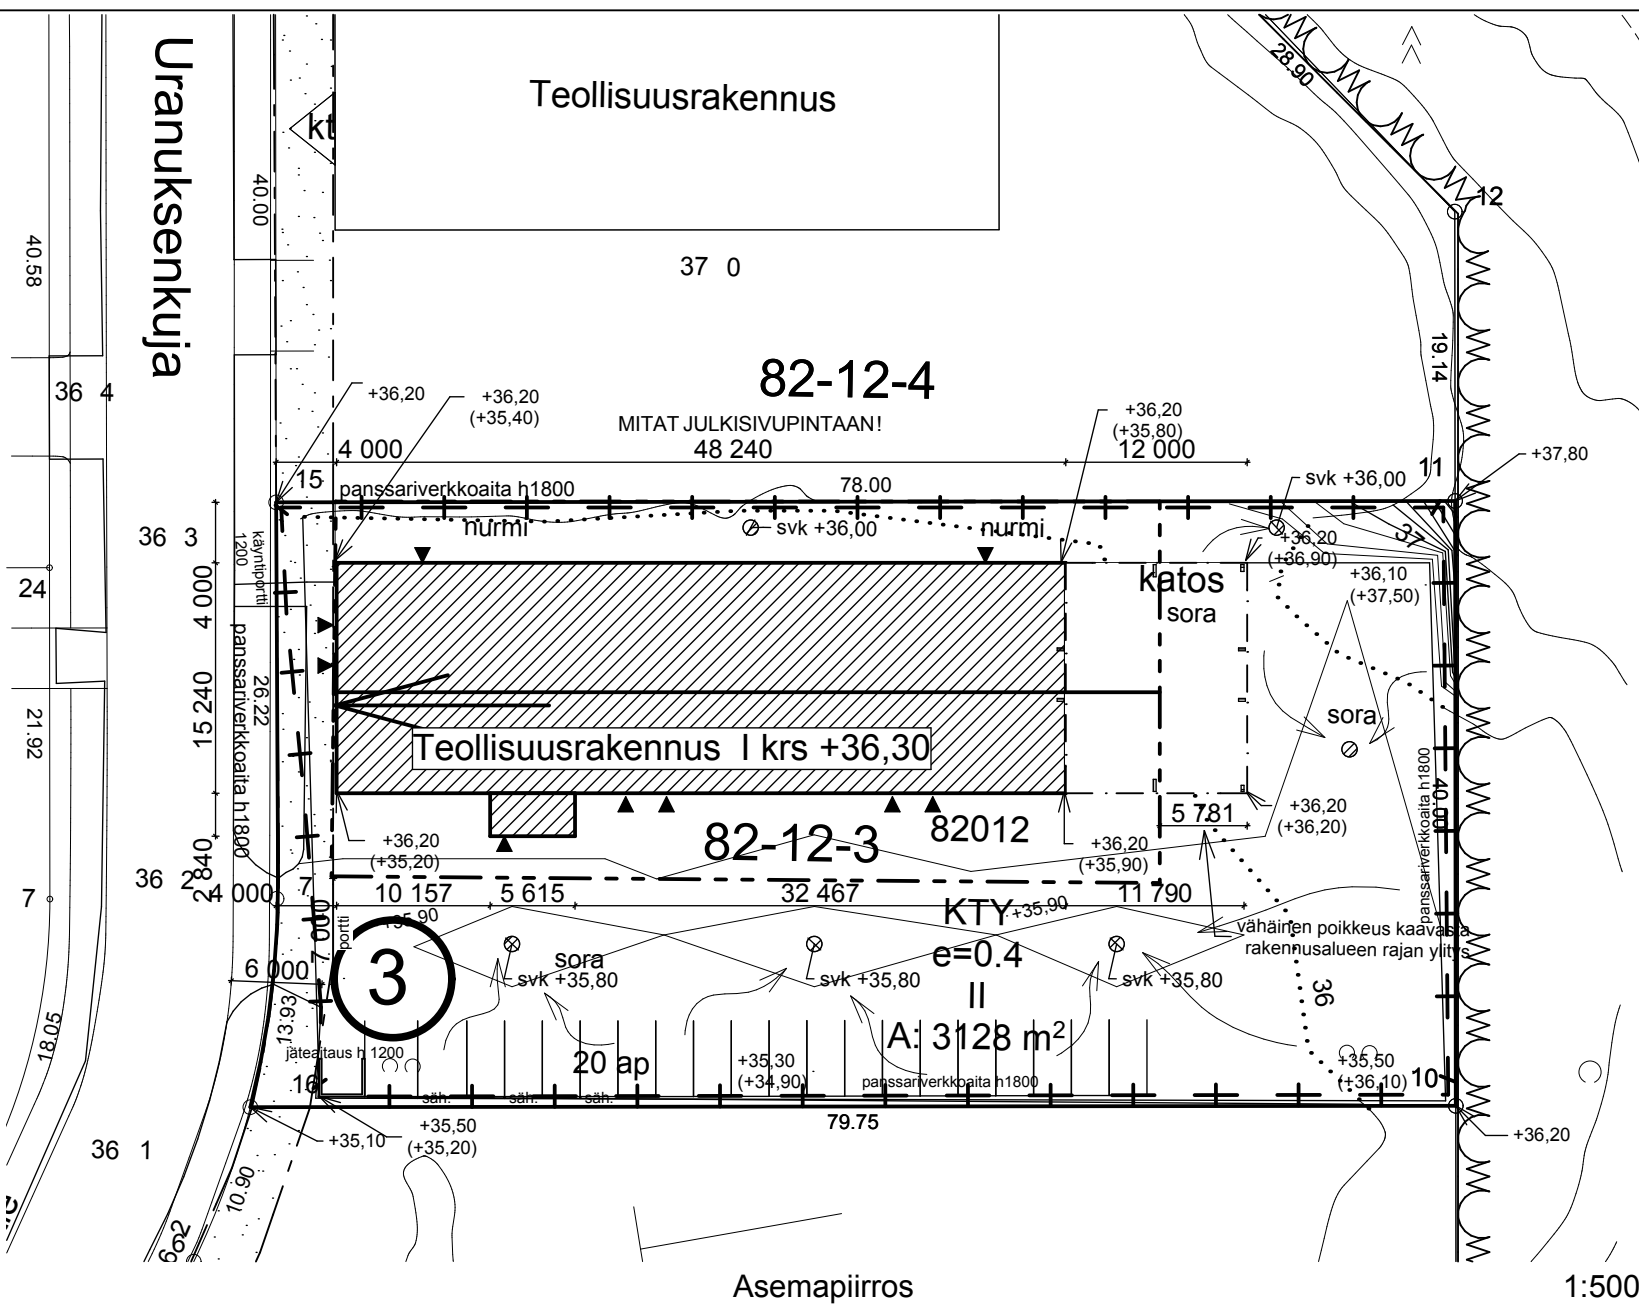 Uranuksenkuja
Teollisuusrakennus
kt
28.90
12
40.00
40.58
37 0
19.14
36 4
82-12-4
MITAT JULKISIVUPINTAAN!
+36,20
+36,20
(+35,40)
+36,20
(+35,80)
4 000
48 240
12 000
+37,80
11
15
panssariverkkoaita h1800
78.00
svk +36,00
nurmi
svk +36,00
nurmi
37
36 3
käyntiportti
1200
+36,20
(+36,90)
+36,10
(+37,50)
katos
sora
24
4 000
panssariverkkoaita h1800
26.22
15 240
21.92
sora
Teollisuusrakennus I krs +36,30
panssariverkkoaita h1800
40.00
+36,20
(+36,20)
5 781
82012
82-12-3
+36,20
(+35,20)
+36,20
(+35,90)
2 840
36 2
7
4 000
7
10 157
5 615
32 467
11 790
+35,90
+35,90
KTY
e=0.4
II
A: 3128 m²
vähäinen poikkeus kaavasta
rakennusalueen rajan ylitys
portti
3
sora
svk +35,80
svk +35,80
svk +35,80
6 000
36
13.93
18.05
jäteaitaus h 1200
20 ap
+35,30
(+34,90)
panssariverkkoaita h1800
+35,50
(+36,10)
10
16
säh.
säh.
säh.
79.75
+35,10
+35,50
(+35,20)
+36,20
36 1
10.90
Asemapiirros
1:500